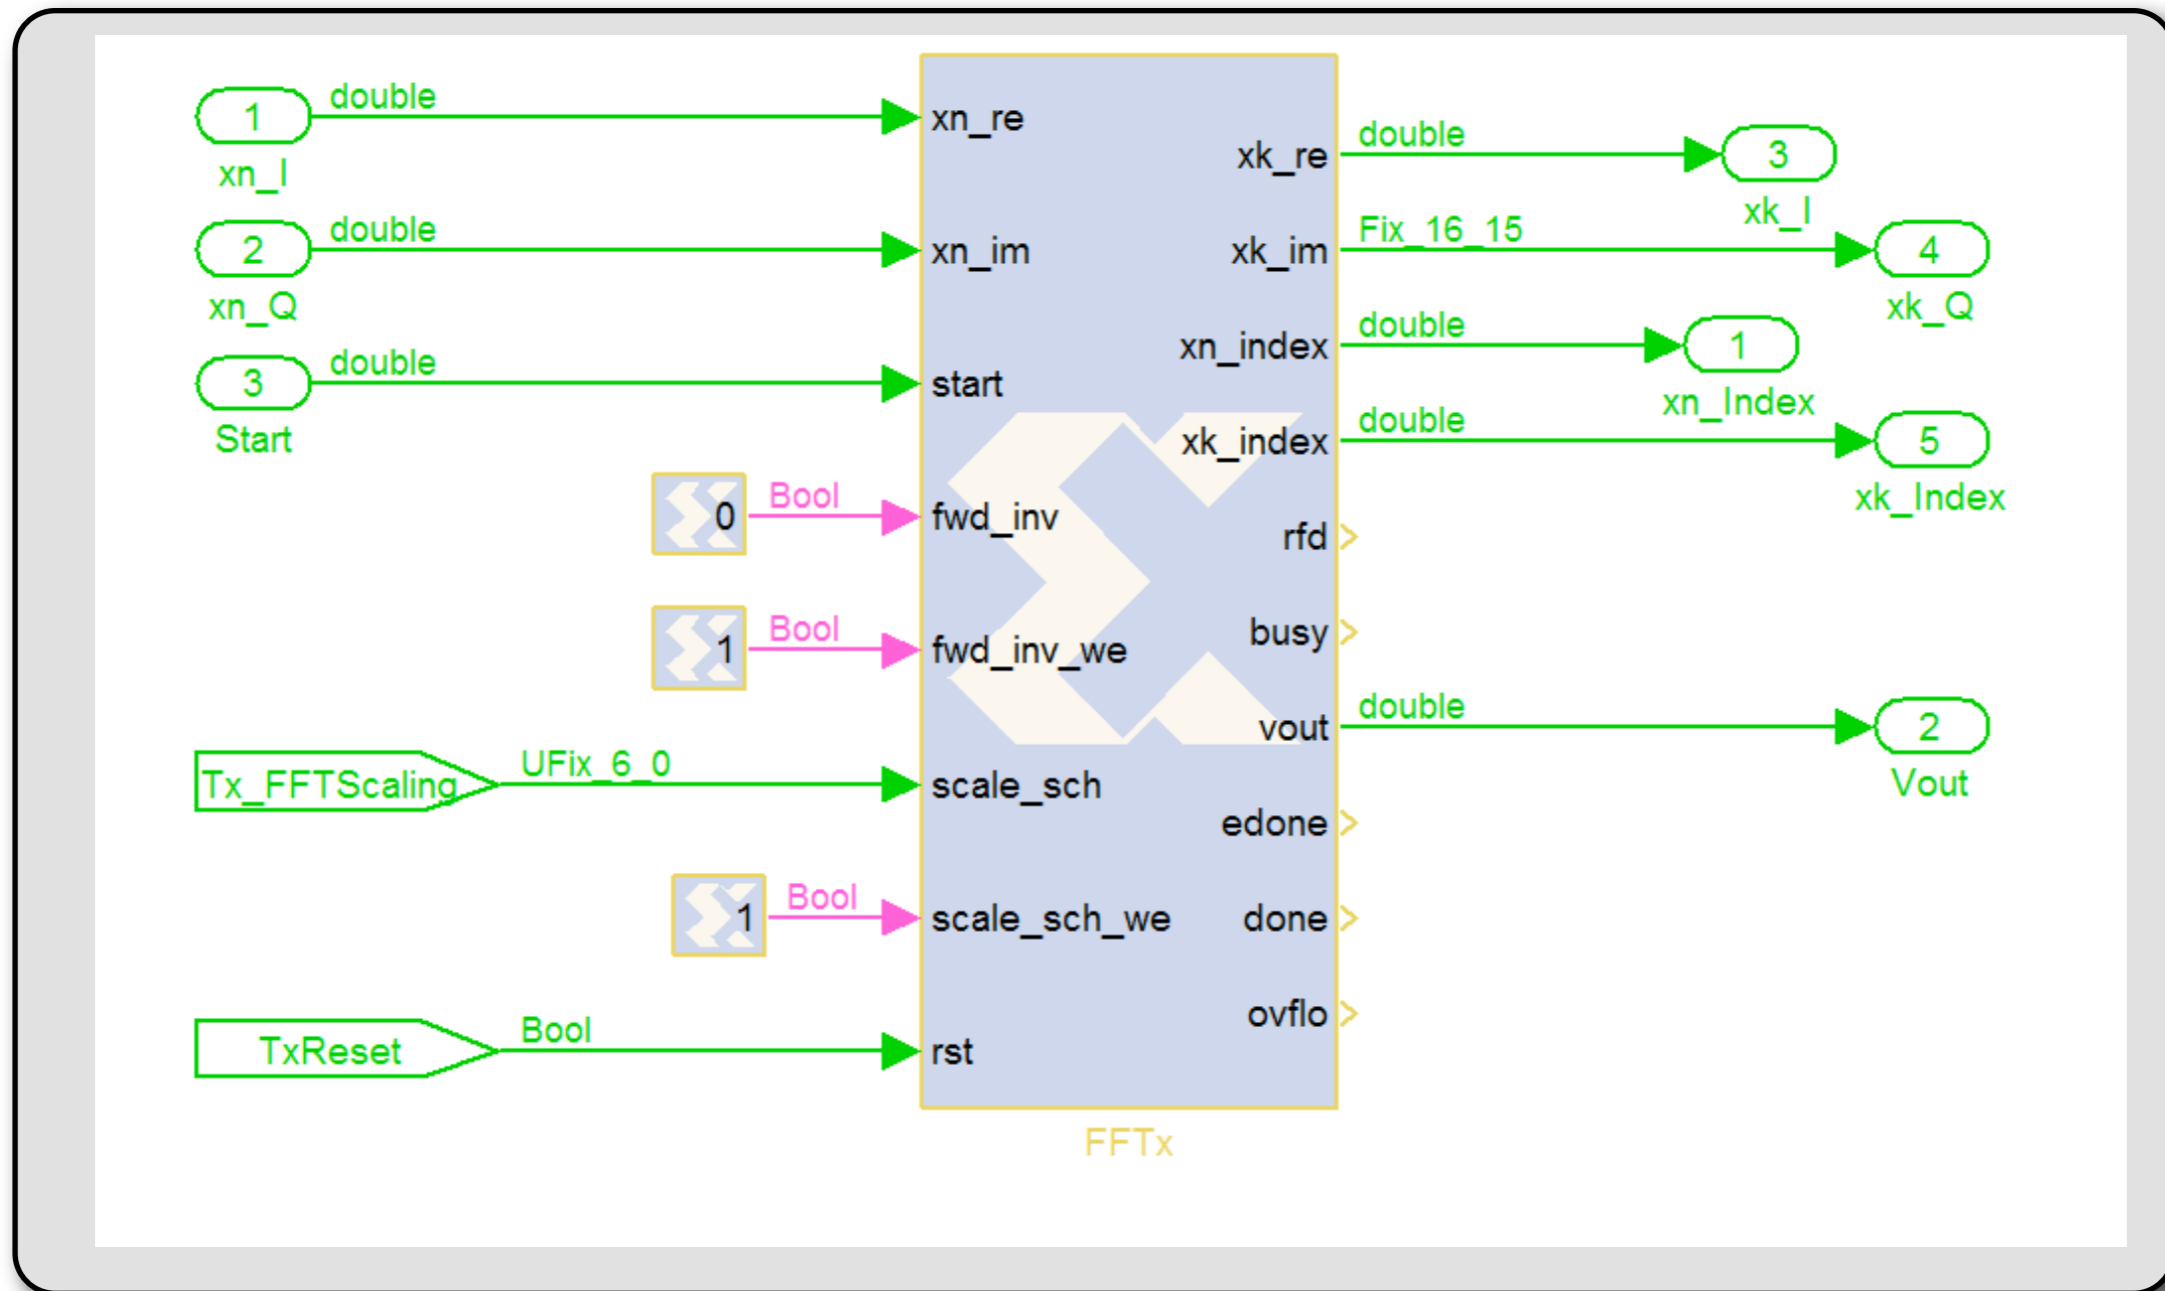 1
double
xn_I
2
double
xn_Q
3
double
Start
0
Bool
1
Bool
Tx_FFTScaling
UFix_6_0
1
Bool
TxReset
Bool
xn_re
xn_im
start
fwd_inv
fwd_inv_we
scale_sch
scale_sch_we
rst
xk_re
xk_im
xn_index
xk_index
rfd
busy
vout
edone
done
ovflo
FFTx
double
3
xk_I
Fix_16_15
4
xk_Q
double
1
xn_Index
double
5
xk_Index
double
2
Vout